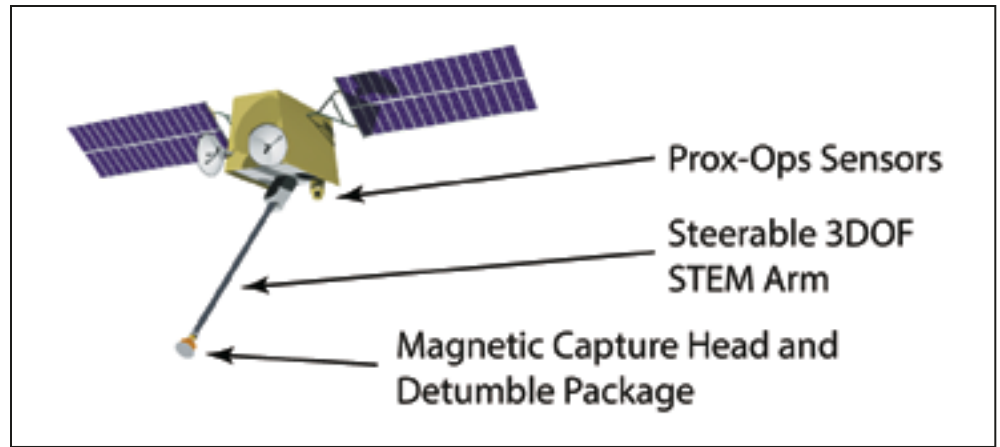 Prox-Ops Sensors
Steerable 3DOF
STEM Arm
Magnetic Capture Head and
Detumble Package